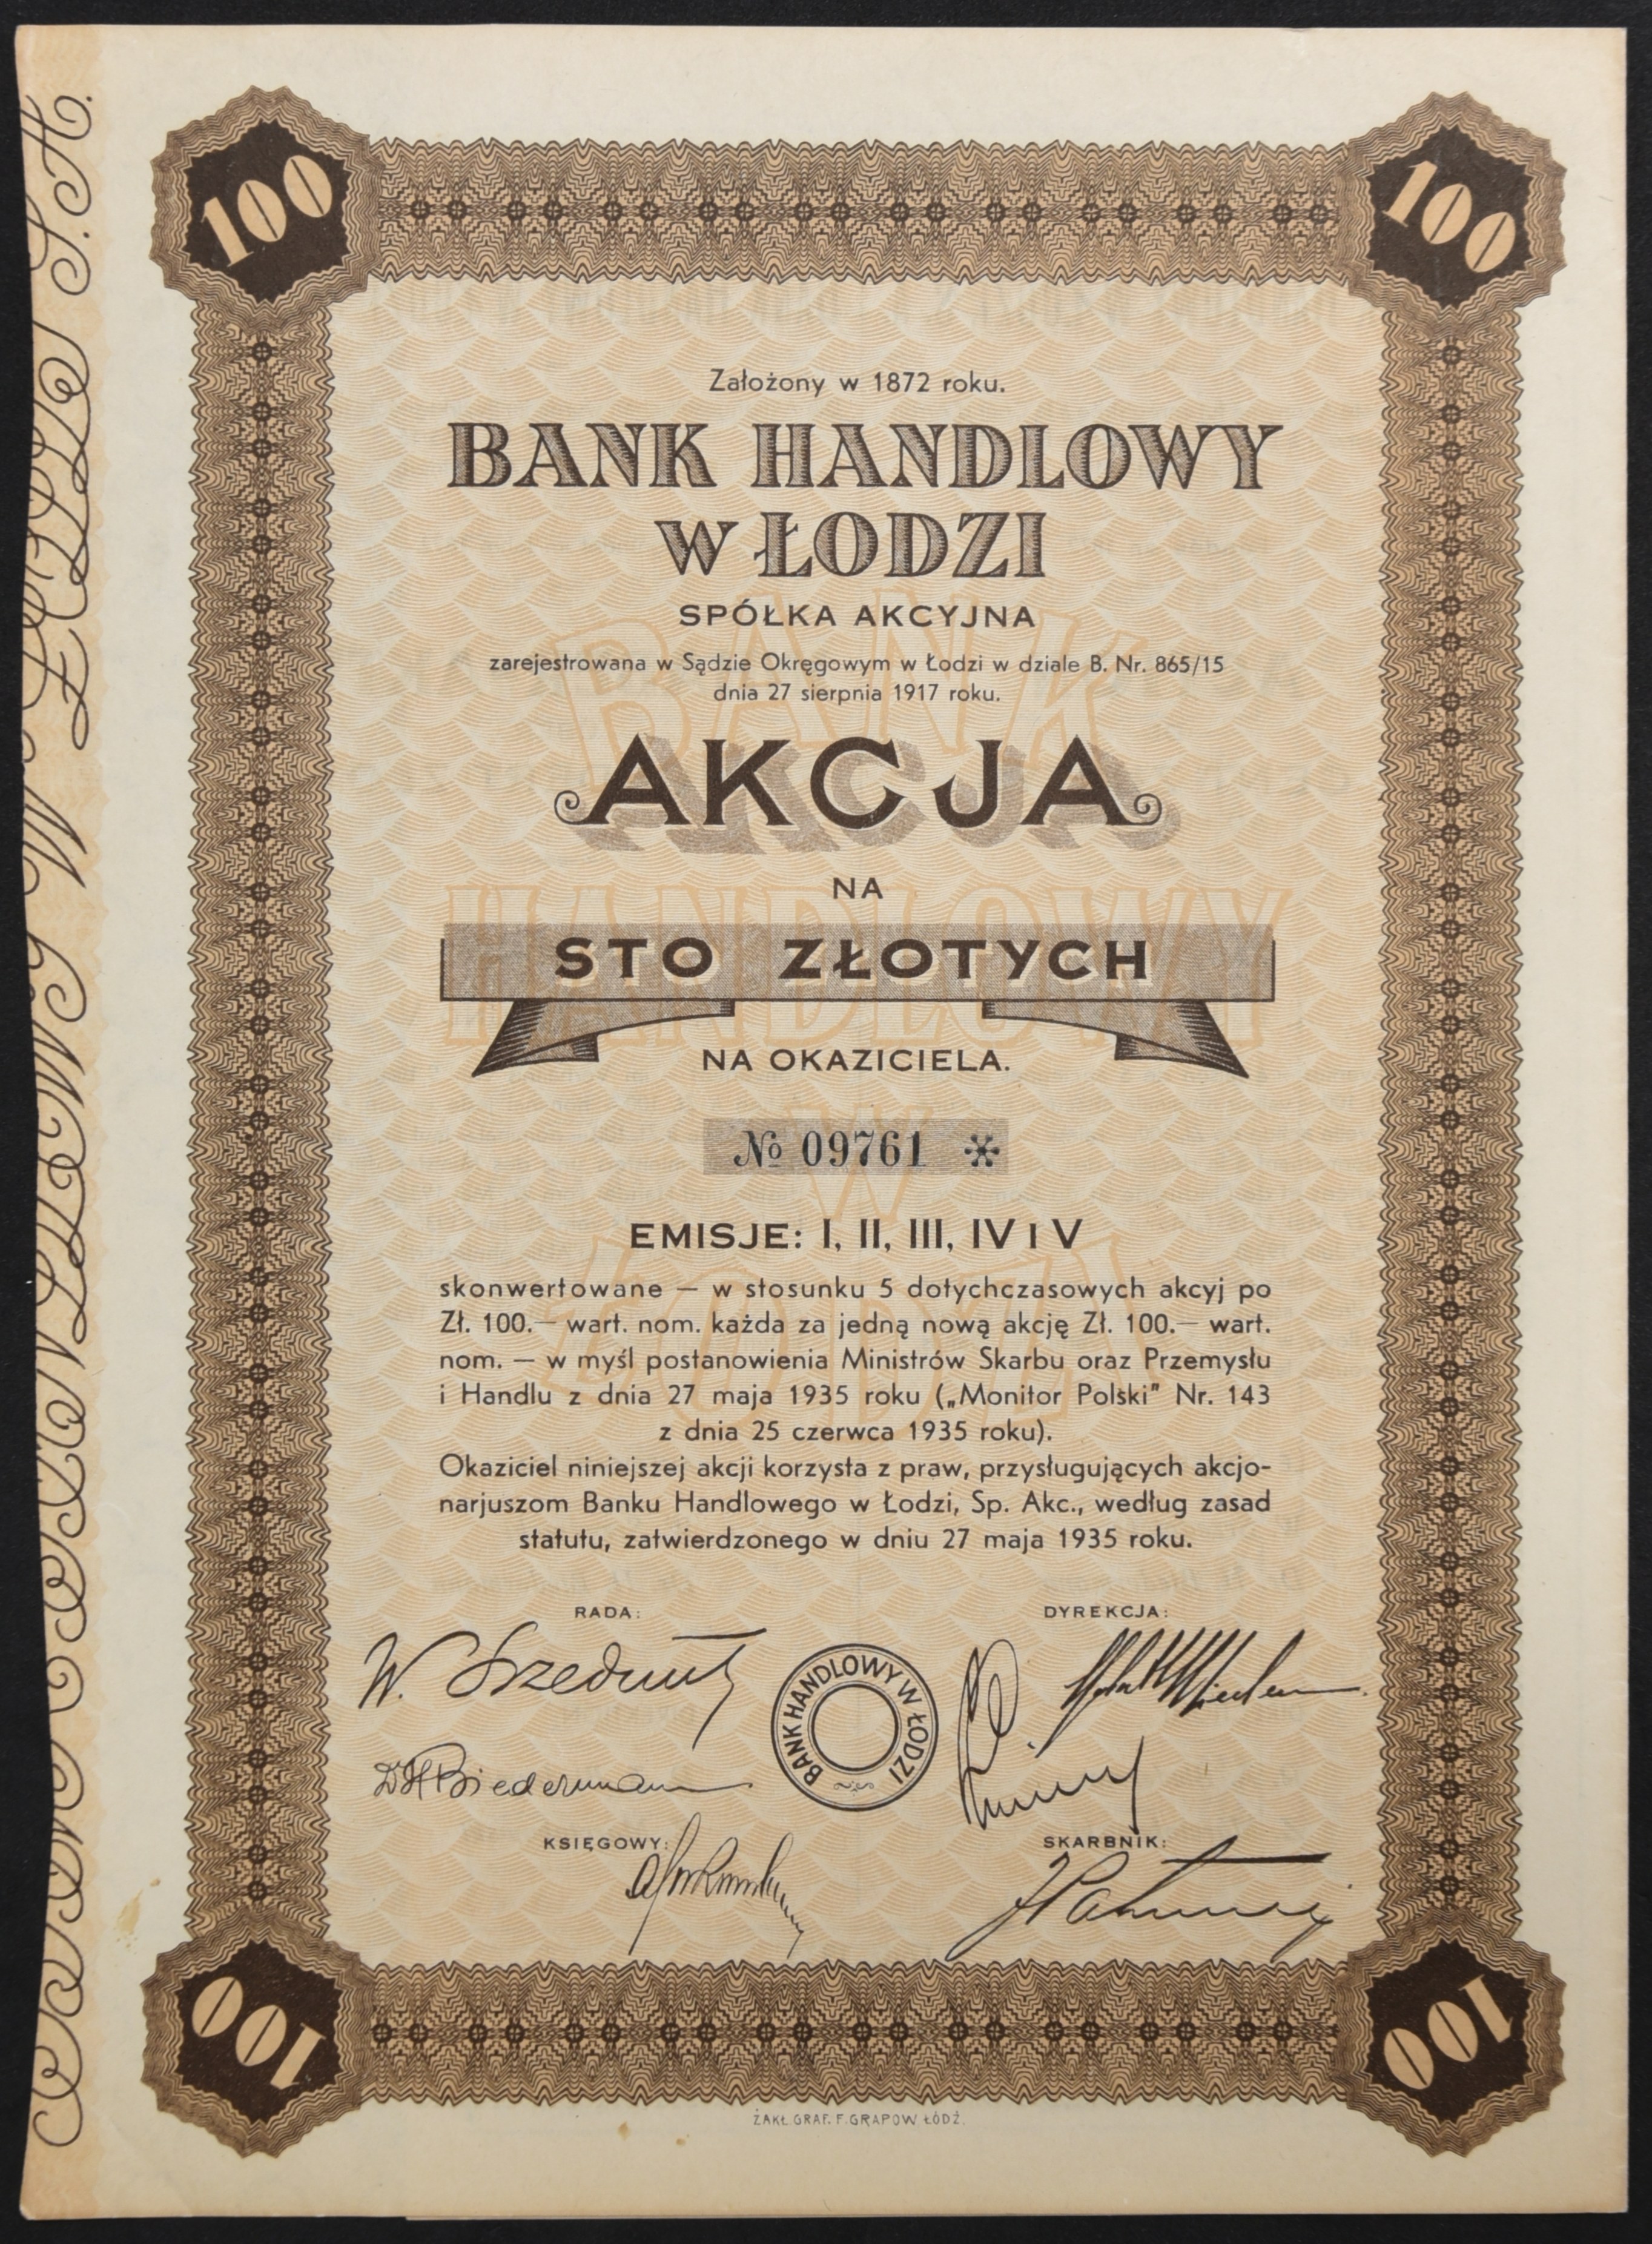 100
100
Założony w 1872 roku.
BANK HANDLOWY
W ŁODZI
SPÓŁKA AKCYJNA
zarejestrowana w Sądzie Okręgowym w Łodzi w dziale B. Nr. 865/15
dnia 27 sierpnia 1917 roku.
AKCJA
NA
STO ZŁOTYCH
NA OKAZICIELA.
№ 09761 *
EMISJE: I, II, III, IV i V
skonwertowane — w stosunku 5 dotychczasowych akcyj po
Zł. 100.— wart. nom. każda za jedną nową akcję Zł. 100.— wart.
nom. — w myśl postanowienia Ministrów Skarbu oraz Przemysłu
i Handlu z dnia 27 maja 1935 roku („Monitor Polski" Nr. 143
z dnia 25 czerwca 1935 roku).
Okaziciel niniejszej akcji korzysta z praw, przysługujących akcjo-
narjuszom Banku Handlowego w Łodzi, Sp. Akc., według zasad
statutu, zatwierdzonego w dniu 27 maja 1935 roku.
RADA:
DYREKCJA:
BANK HANDLOWY W ŁODZI
Biedermann
KSIĘGOWY:
SKARBNIK:
100
100
ZAKŁ. GRAF. F. GRAPOW ŁÓDŹ.
BANK
HANDLOWY
W
ŁODZI